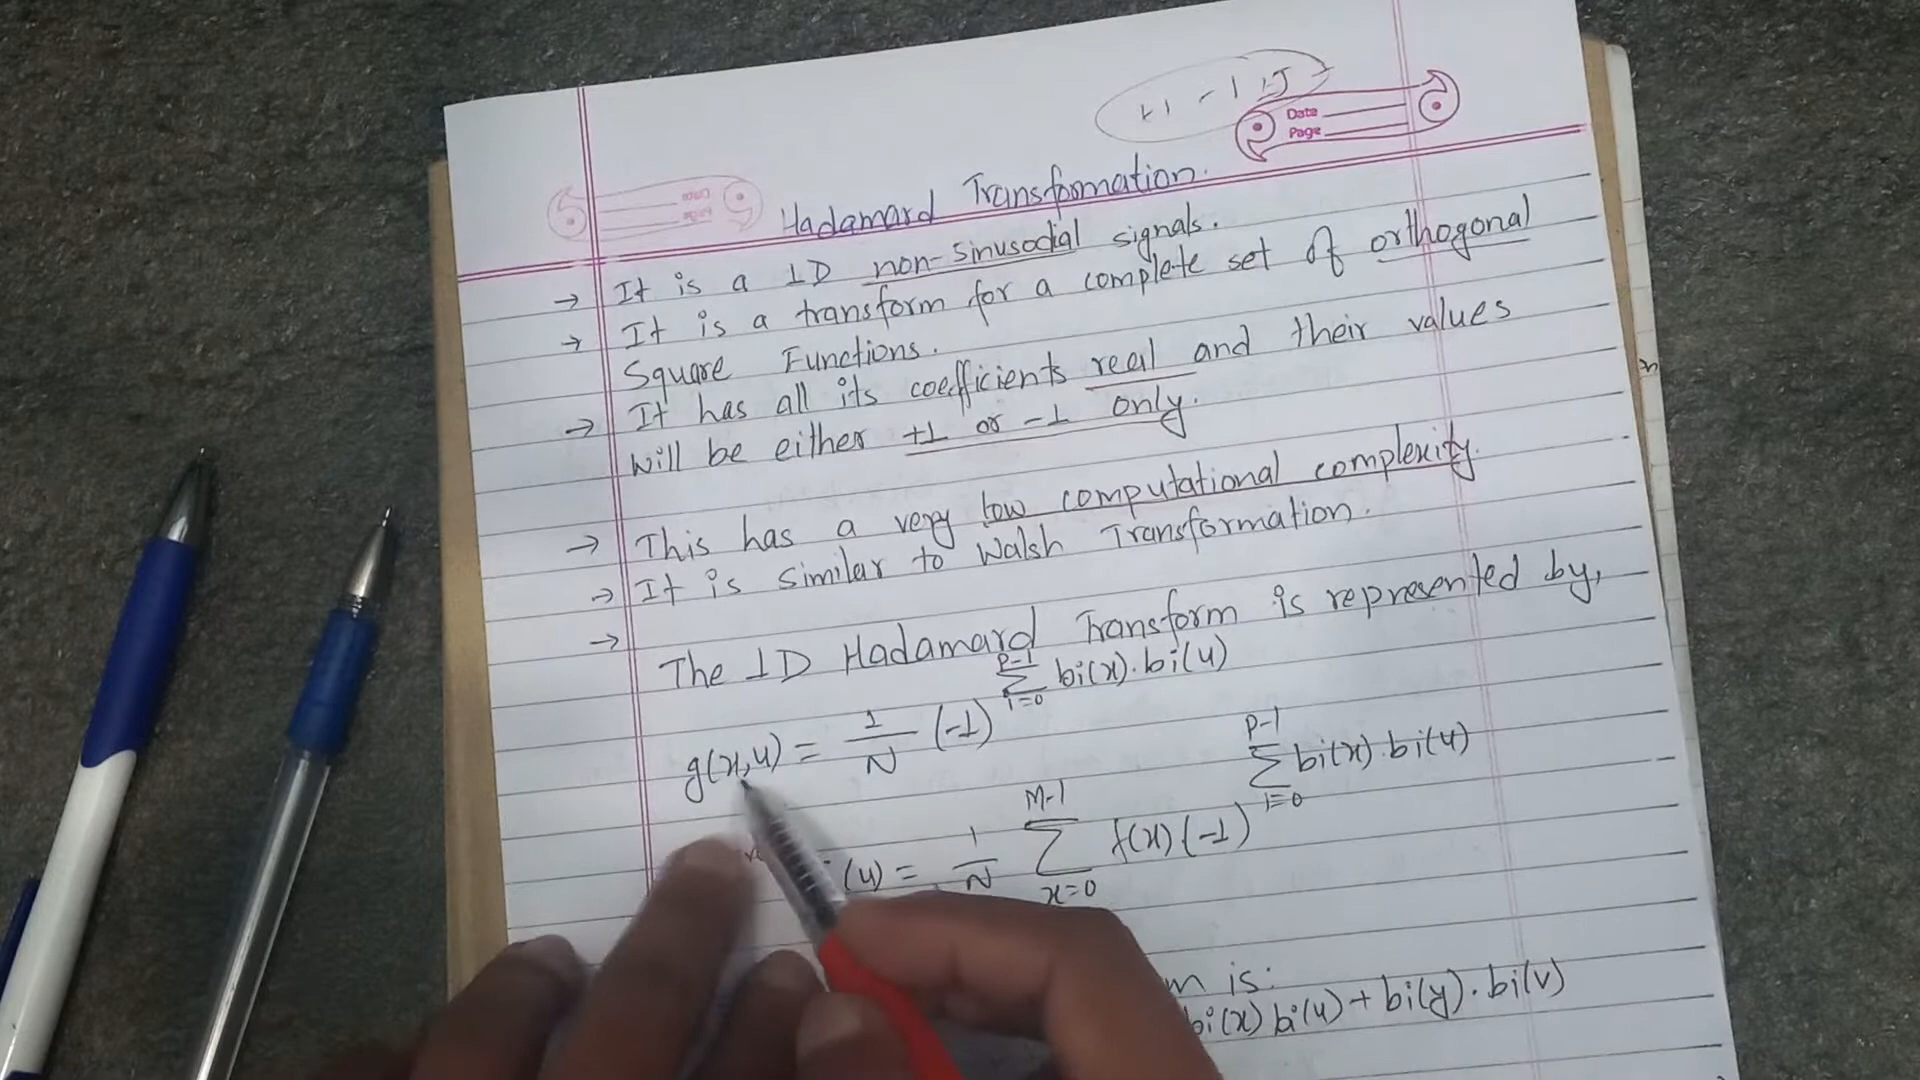 Date
Page
Hadamard Transformation.
→ It is a 1D non-sinusodial signals.
→ It is a transform for a complete set of orthogonal
Square Functions.
→ It has all its coefficients real and their values
will be either +1 or -1 only.
→ This has a very low computational complexity.
→ It is similar to Walsh Transformation.
→
The 1D Hadamard Transform is represented by,
g(x,u) = 1/N (-1)^{Σ_{i=0}^{P-1} bi(x).bi(u)}
(u) = 1/N Σ_{x=0}^{M-1} f(x)(-1)^{Σ_{i=0}^{P-1} bi(x).bi(u)}
m is:
bi(x) bi(u) + bi(y).bi(v)